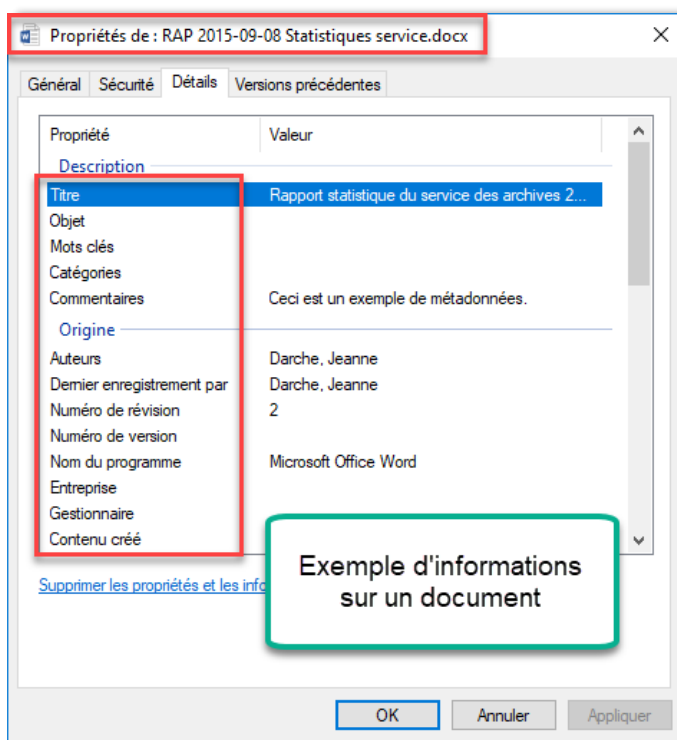 Propriétés de : RAP 2015-09-08 Statistiques service.docx
Général Sécurité Détails Versions précédentes
Propriété Valeur
Description
Titre Rapport statistique du service des archives 2...
Objet
Mots clés
Catégories
Commentaires Ceci est un exemple de métadonnées.
Origine
Auteurs Darche, Jeanne
Dernier enregistrement par Darche, Jeanne
Numéro de révision 2
Numéro de version
Nom du programme Microsoft Office Word
Entreprise
Gestionnaire
Contenu créé
Exemple d'informations
sur un document
Supprimer les propriétés et les info
OK Annuler Appliquer